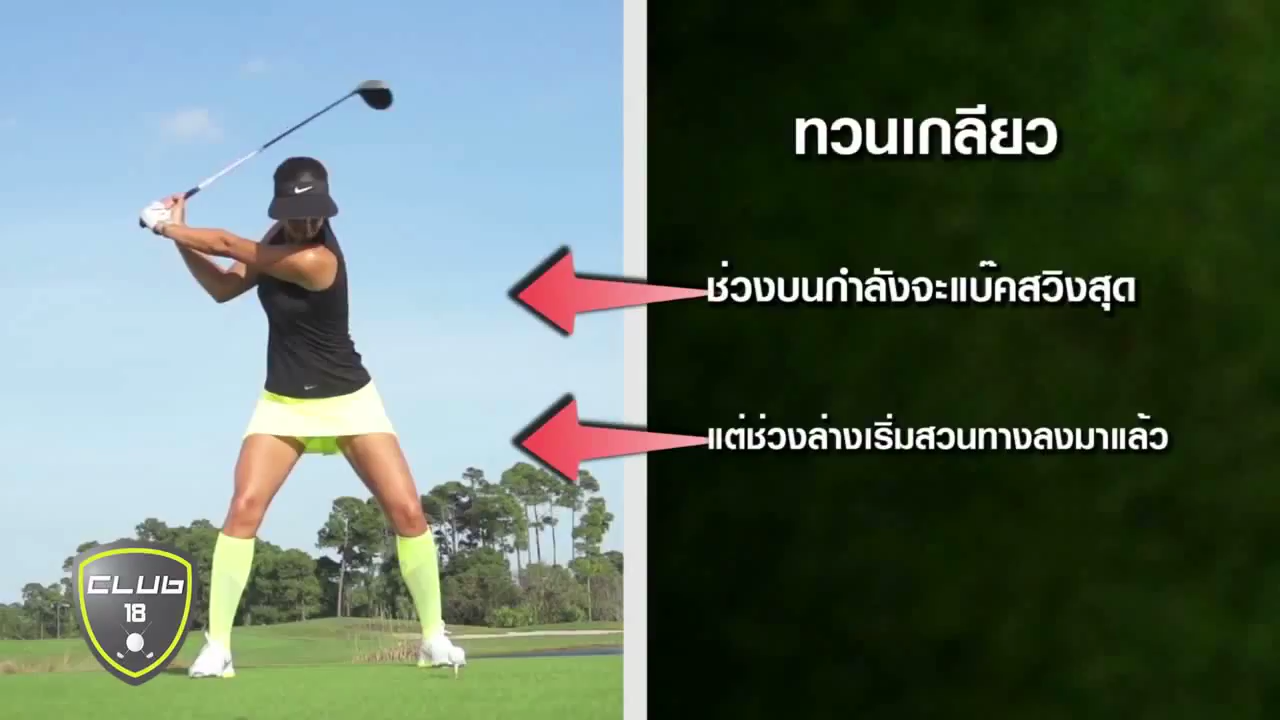 ทวนเกลียว
ช่วงบนกำลังจะแบ๊คสวิงสุด
แต่ช่วงล่างเริ่มสวนทางลงมาแล้ว
CLUb
18